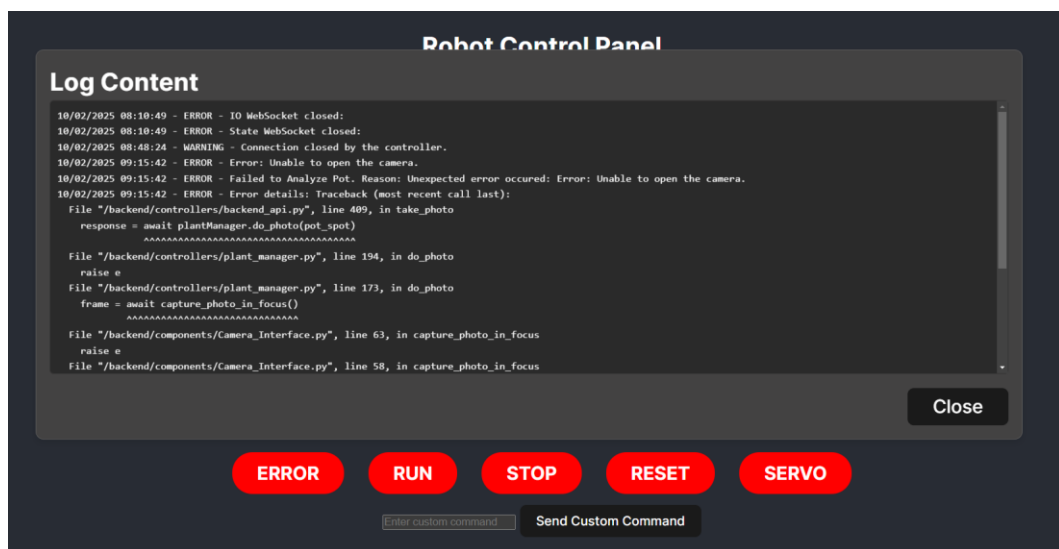 Robot Control Panel
Log Content
10/02/2025 08:10:49 - ERROR - IO WebSocket closed:
10/02/2025 08:10:49 - ERROR - State WebSocket closed:
10/02/2025 08:48:24 - WARNING - Connection closed by the controller.
10/02/2025 09:15:42 - ERROR - Error: Unable to open the camera.
10/02/2025 09:15:42 - ERROR - Failed to Analyze Pot. Reason: Unexpected error occured: Error: Unable to open the camera.
10/02/2025 09:15:42 - ERROR - Error details: Traceback (most recent call last):
File "/backend/controllers/backend_api.py", line 409, in take_photo
response = await plantManager.do_photo(pot_spot)
^^^^^^^^^^^^^^^^^^^^^^^^^^^^^^^^^^^^^
File "/backend/controllers/plant_manager.py", line 194, in do_photo
raise e
File "/backend/controllers/plant_manager.py", line 173, in do_photo
frame = await capture_photo_in_focus()
^^^^^^^^^^^^^^^^^^^^^^^^^^^^^^
File "/backend/components/Camera_Interface.py", line 63, in capture_photo_in_focus
raise e
File "/backend/components/Camera_Interface.py", line 58, in capture_photo_in_focus
Close
ERROR RUN STOP RESET SERVO
Enter custom command Send Custom Command